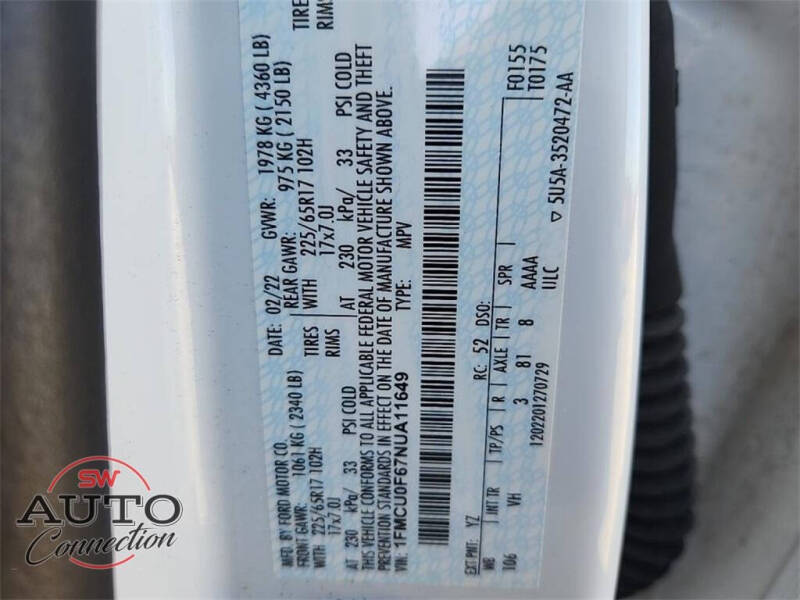 MFD. BY FORD MOTOR CO. DATE: 02/22 GVWR: 1978 KG ( 4360 LB)
FRONT GAWR: 1061 KG ( 2340 LB) REAR GAWR: 975 KG ( 2150 LB)
WITH 225/65R17 102H TIRES WITH 225/65R17 102H TIRES
17x7.0J RIMS 17x7.0J RIMS
AT 230 kPa/ 33 PSI COLD AT 230 kPa/ 33 PSI COLD
THIS VEHICLE CONFORMS TO ALL APPLICABLE FEDERAL MOTOR VEHICLE SAFETY AND THEFT
PREVENTION STANDARDS IN EFFECT ON THE DATE OF MANUFACTURE SHOWN ABOVE.
VIN: 1FMCU0F67NUA11649 TYPE: MPV
F0155
T0175
EXT PNT: YZ RC: 52 DSO:
WB INT TR TP/PS R AXLE TR SPR
106 VH 3 81 8 AAAA
1202201270729 ULC ▽ 5U5A-3520472-AA
SW
AUTO
Connection